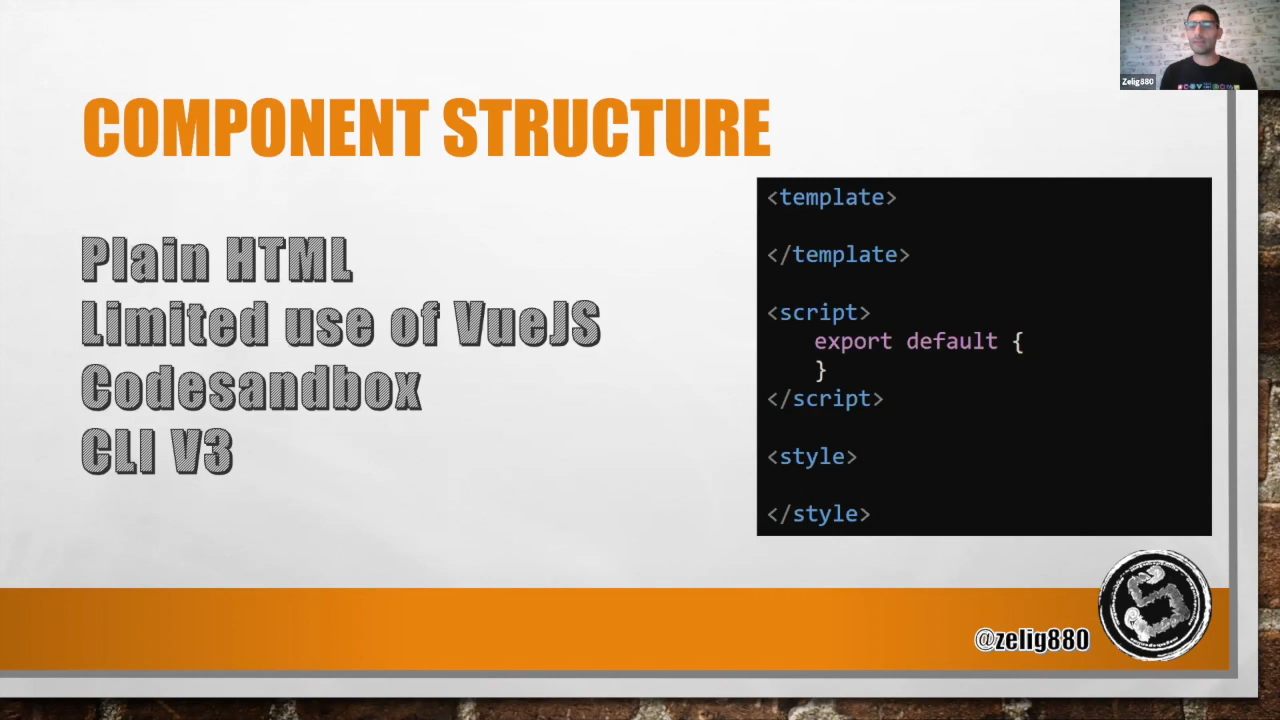 Zelig880
COMPONENT STRUCTURE
Plain HTML
Limited use of VueJS
Codesandbox
CLI V3
<template>
</template>
<script>
export default {
}
</script>
<style>
</style>
@zelig880